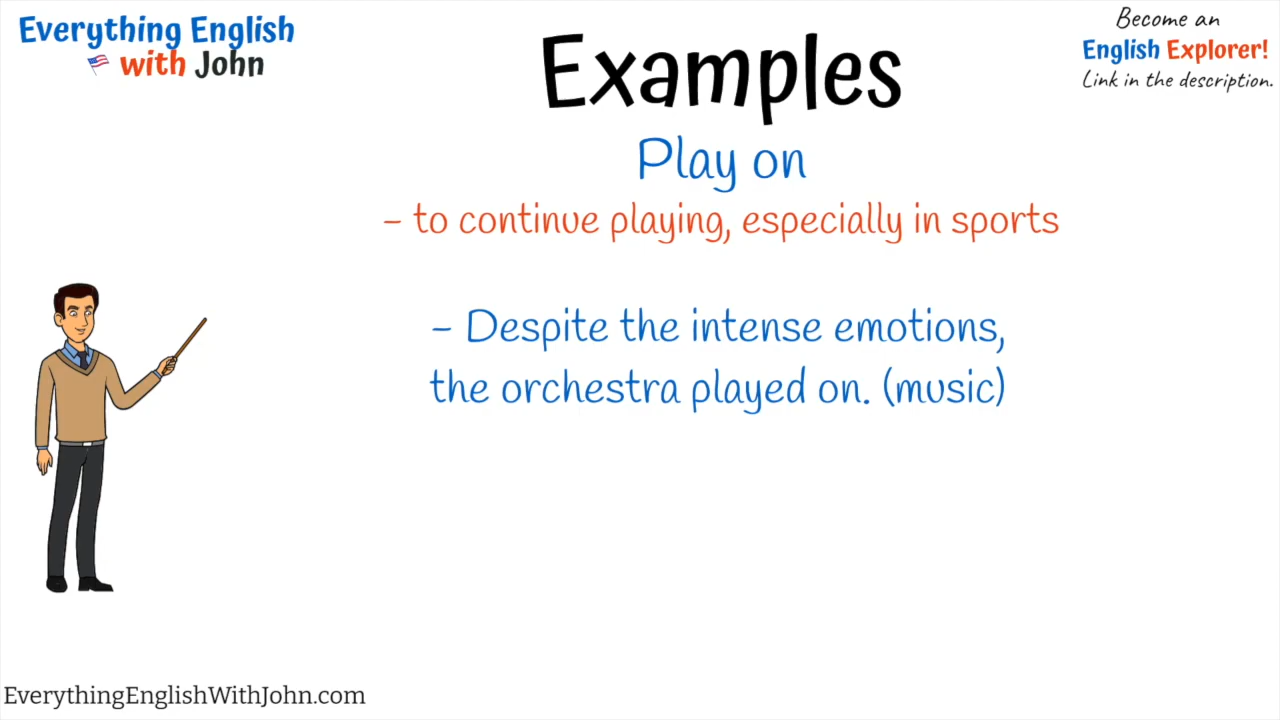 Everything English
with John
Become an
English Explorer!
Link in the description.
Examples
Play on
- to continue playing, especially in sports
- Despite the intense emotions,
the orchestra played on. (music)
EverythingEnglishWithJohn.com